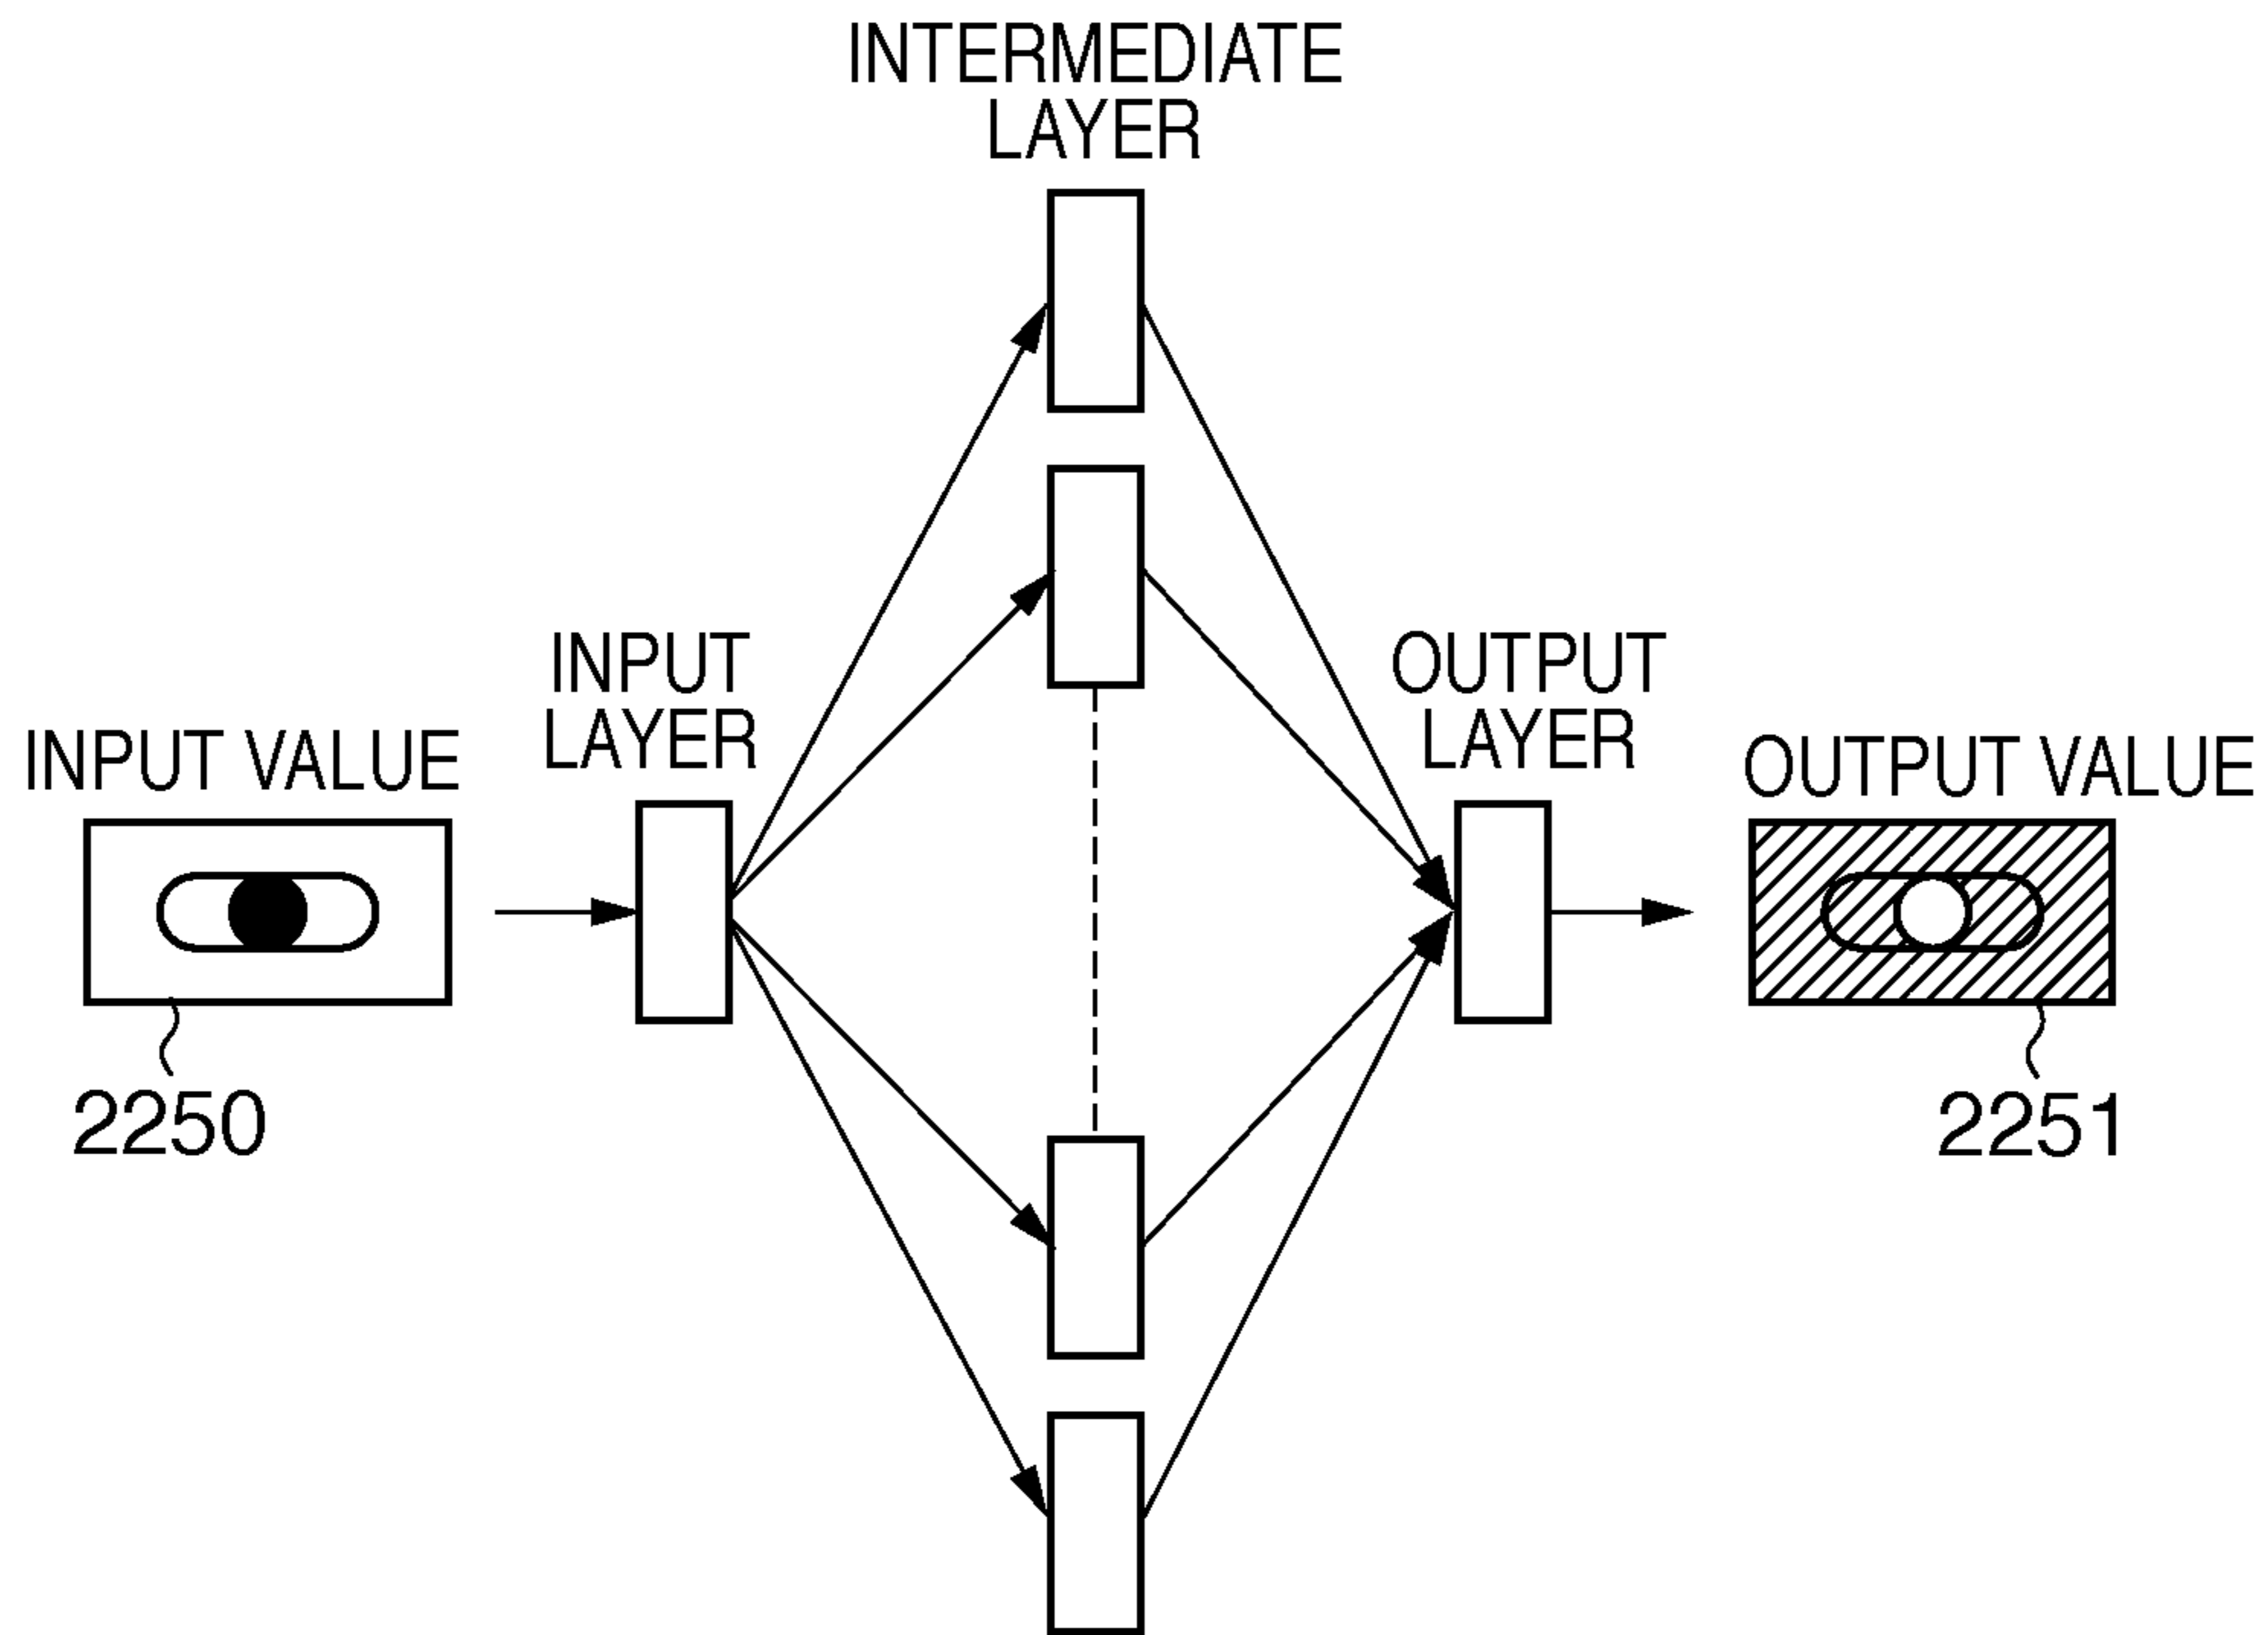 INTERMEDIATE
LAYER
INPUT
LAYER
OUTPUT
LAYER
INPUT VALUE
OUTPUT VALUE
2250
2251